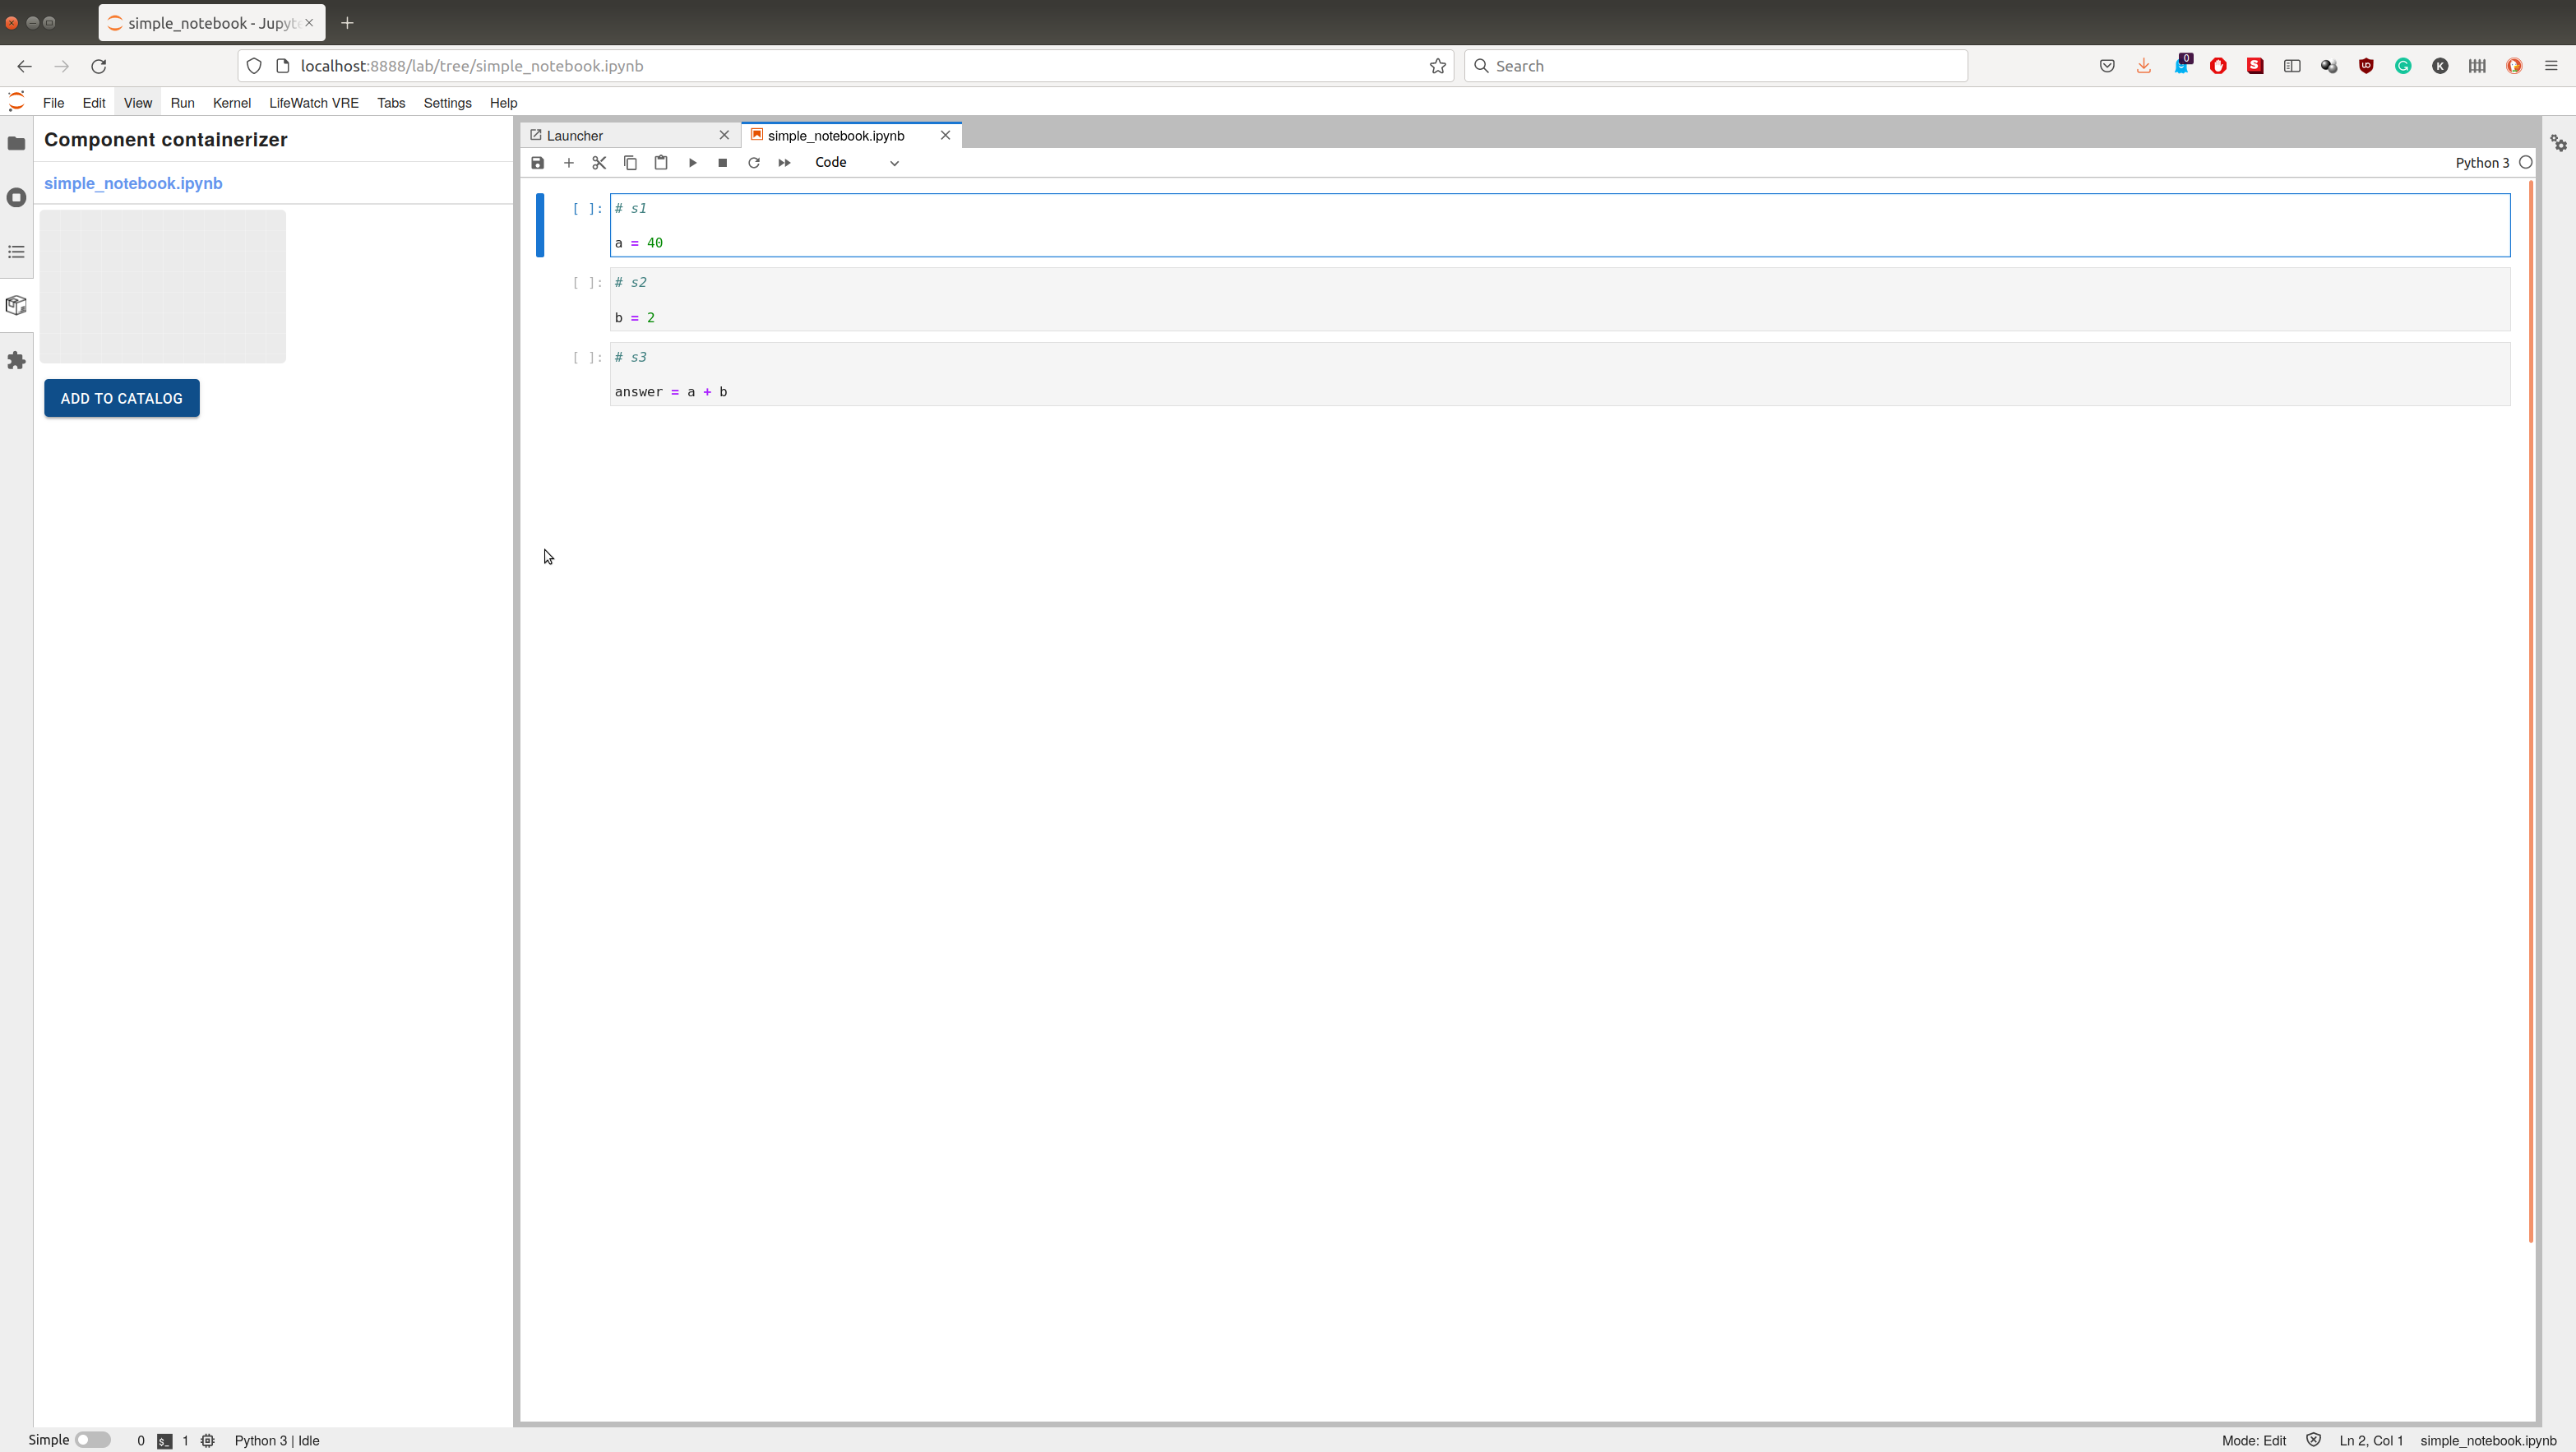 simple_notebook - Jupyte
localhost:8888/lab/tree/simple_notebook.ipynb
Search
0
File Edit View Run Kernel LifeWatch VRE Tabs Settings Help
Component containerizer
simple_notebook.ipynb
ADD TO CATALOG
Launcher
simple_notebook.ipynb
Code
Python 3
[ ]: # s1
a = 40
[ ]: # s2
b = 2
[ ]: # s3
answer = a + b
Simple 0 $_ 1 Python 3 | Idle
Mode: Edit Ln 2, Col 1 simple_notebook.ipynb